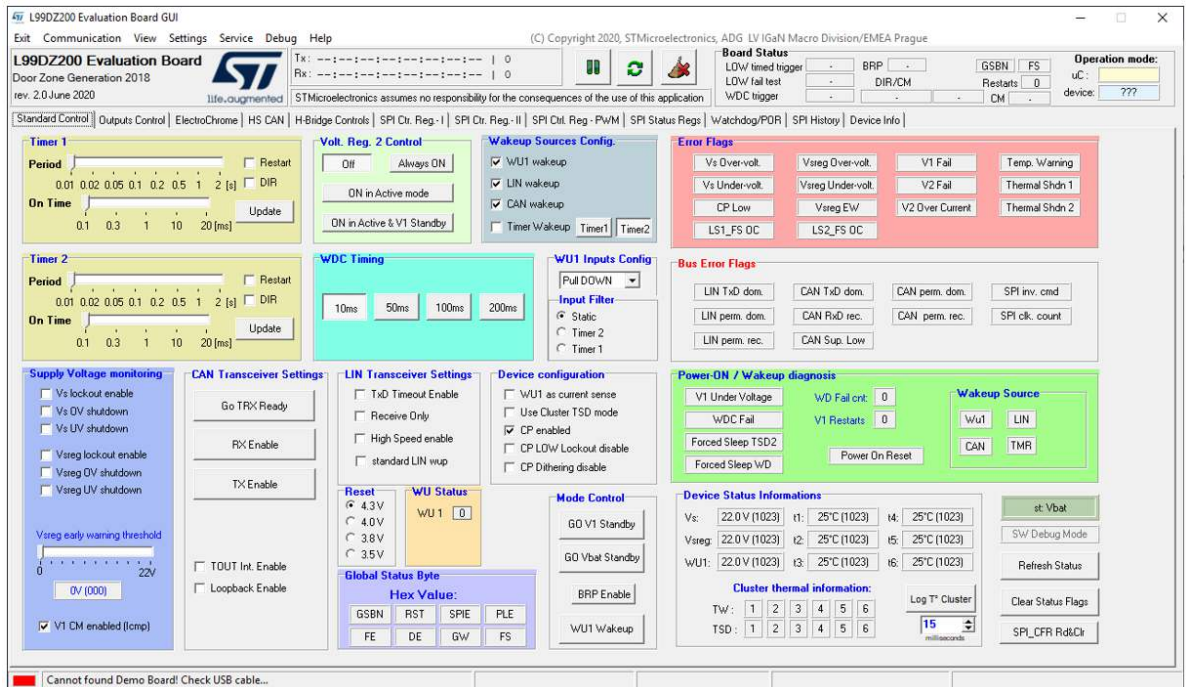 L99DZ200 Evaluation Board GUI
Exit Communication View Settings Service Debug Help (C) Copyright 2020, STMicroelectronics, ADG LV IGaN Macro Division/EMEA Prague
L99DZ200 Evaluation Board
Door Zone Generation 2018
rev. 2.0 June 2020
life.augmented
Tx: --:--:--:--:--:--:--:-- | 0
Rx: --:--:--:--:--:--:--:-- | 0
STMicroelectronics assumes no responsibility for the consequences of the use of this application
Board Status
LOW timed trigger - BRP - GSBN FS
LOW fail test - DIR/CM Restarts 0
WDC trigger - - - CM -
Operation mode:
uC :
device: ???
Standard Control Outputs Control ElectroChrome HS CAN H-Bridge Controls SPI Ctr. Reg.- I SPI Ctr. Reg.- II SPI Ctrl. Reg - PWM SPI Status Regs Watchdog/POR SPI History Device Info
Timer 1
Period Restart
0.01 0.02 0.05 0.1 0.2 0.5 1 2 [s] DIR
On Time Update
0.1 0.3 1 10 20 [ms]
Volt. Reg. 2 Control
Off Always ON
ON in Active mode
ON in Active & V1 Standby
Wakeup Sources Config.
WU1 wakeup
LIN wakeup
CAN wakeup
Timer Wakeup Timer1 Timer2
Error Flags
Vs Over-volt. Vsreg Over-volt. V1 Fail Temp. Warning
Vs Under-volt. Vsreg Under-volt. V2 Fail Thermal Shdn 1
CP Low Vsreg EW V2 Over Current Thermal Shdn 2
LS1_FS OC LS2_FS OC
Timer 2
Period Restart
0.01 0.02 0.05 0.1 0.2 0.5 1 2 [s] DIR
On Time Update
0.1 0.3 1 10 20 [ms]
WDC Timing
10ms 50ms 100ms 200ms
WU1 Inputs Config
Pull DOWN
Input Filter
Static
Timer 2
Timer 1
Bus Error Flags
LIN TxD dom. CAN TxD dom. CAN perm. dom. SPI inv. cmd
LIN perm. dom. CAN RxD rec. CAN perm. rec. SPI clk. count
LIN perm. rec. CAN Sup. Low
Supply Voltage monitoring
Vs lockout enable
Vs OV shutdown
Vs UV shutdown
Vsreg lockout enable
Vsreg OV shutdown
Vsreg UV shutdown
Vsreg early warning threshold
0 22V
0V (000)
V1 CM enabled (Icmp)
CAN Transceiver Settings
Go TRX Ready
RX Enable
TX Enable
TOUT Int. Enable
Loopback Enable
LIN Transceiver Settings
TxD Timeout Enable
Receive Only
High Speed enable
standard LIN wup
Device configuration
WU1 as current sense
Use Cluster TSD mode
CP enabled
CP LOW Lockout disable
CP Dithering disable
Reset
4.3 V
4.0 V
3.8 V
3.5 V
WU Status
WU 1 0
Global Status Byte
Hex Value:
GSBN RST SPIE PLE
FE DE GW FS
Mode Control
GO V1 Standby
GO Vbat Standby
BRP Enable
WU1 Wakeup
Power-ON / Wakeup diagnosis
V1 Under Voltage WD Fail cnt: 0
WDC Fail V1 Restarts 0
Forced Sleep TSD2
Forced Sleep WD Power On Reset
Wakeup Source
Wu1 LIN
CAN TMR
Device Status Informations
Vs: 22.0 V (1023) t1: 25°C (1023) t4: 25°C (1023)
Vsreg: 22.0 V (1023) t2: 25°C (1023) t5: 25°C (1023)
WU1: 22.0 V (1023) t3: 25°C (1023) t6: 25°C (1023)
Cluster thermal information:
TW : 1 2 3 4 5 6
TSD : 1 2 3 4 5 6
Log T° Cluster
15
milliseconds
st: Vbat
SW Debug Mode
Refresh Status
Clear Status Flags
SPI_CFR Rd&Clr
Cannot found Demo Board! Check USB cable...